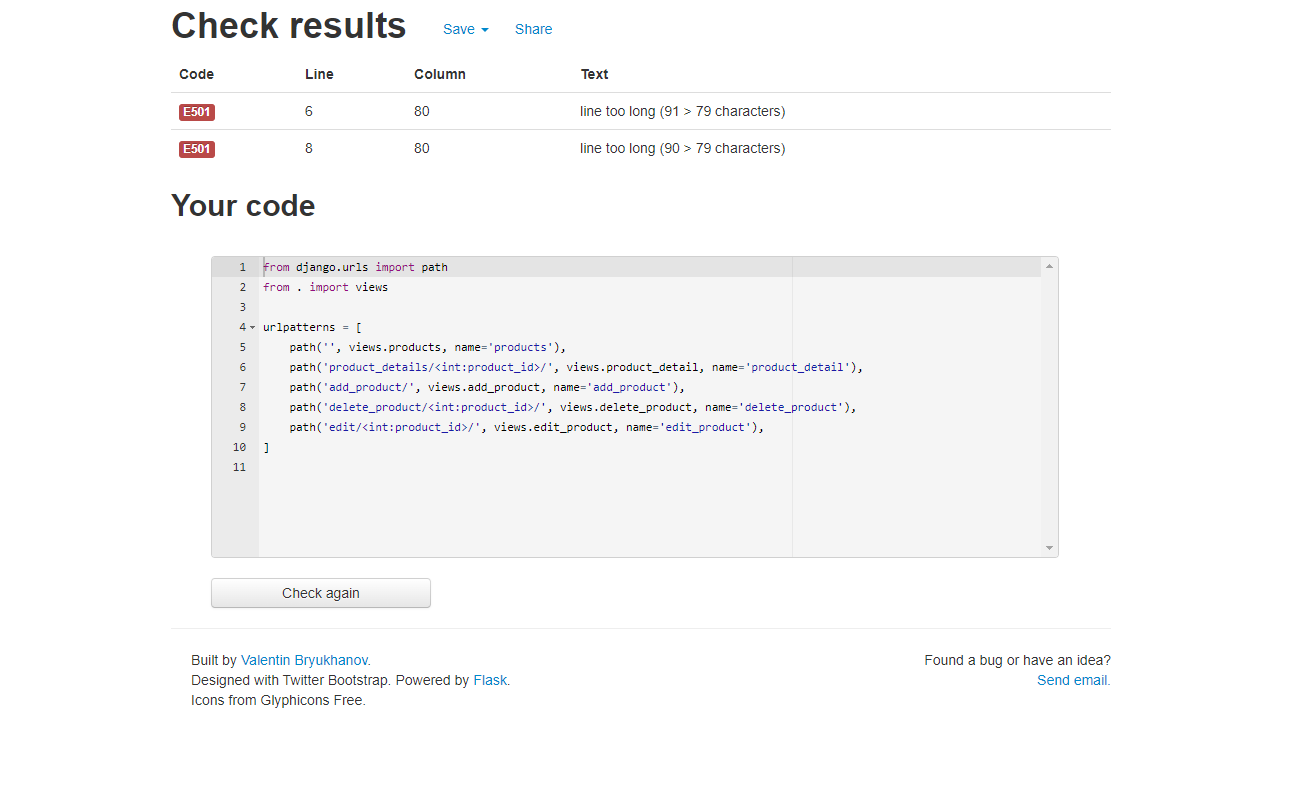 Check results Save Share
Code Line Column Text
E501 6 80 line too long (91 > 79 characters)
E501 8 80 line too long (90 > 79 characters)
Your code
1 from django.urls import path
2 from . import views
3
4 urlpatterns = [
5     path('', views.products, name='products'),
6     path('product_details/<int:product_id>/', views.product_detail, name='product_detail'),
7     path('add_product/', views.add_product, name='add_product'),
8     path('delete_product/<int:product_id>/', views.delete_product, name='delete_product'),
9     path('edit/<int:product_id>/', views.edit_product, name='edit_product'),
10 ]
11
Check again
Built by Valentin Bryukhanov. Found a bug or have an idea?
Designed with Twitter Bootstrap. Powered by Flask. Send email.
Icons from Glyphicons Free.